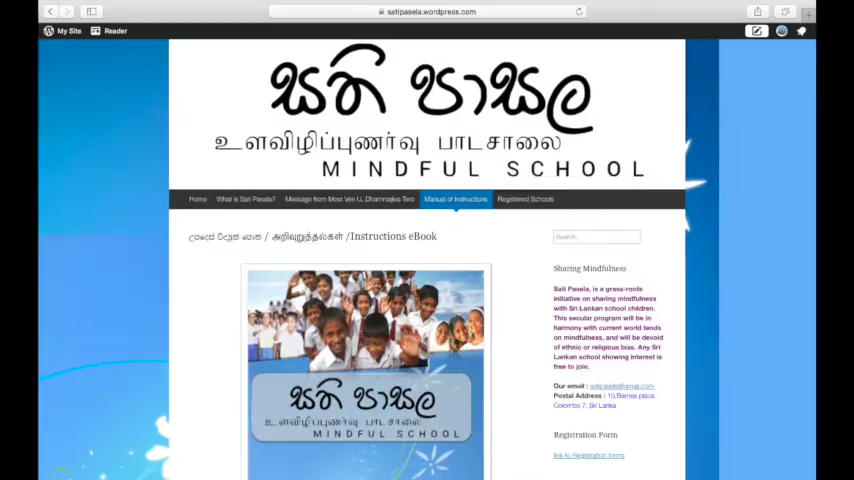 satipasela.wordpress.com
My Site Reader
සති පාසල
உளவிழிப்புணர்வு பாடசாலை
MINDFUL SCHOOL
Home What is Sati Pasala? Message from Most Ven U. Dhammajiva Tero Manual of Instructions Registered Schools
උපදෙස් විද්‍යුත් පොත / அறிவுறுத்தல்கள் /Instructions eBook
Search
Sharing Mindfulness
Sati Pasela, is a grass-roots
initiative on sharing mindfulness
with Sri Lankan school children.
This secular program will be in
harmony with current world tends
on mindfulness, and will be devoid
of ethnic or religious bias. Any Sri
Lankan school showing interest is
free to join.
Our email : satipasela@gmail.com
Postal Address : 10,Barnes place.
Colombo 7, Sri Lanka
Registration Form
link to Registration forms
සති පාසල
உளவிழிப்புணர்வு பாடசாலை
MINDFUL SCHOOL